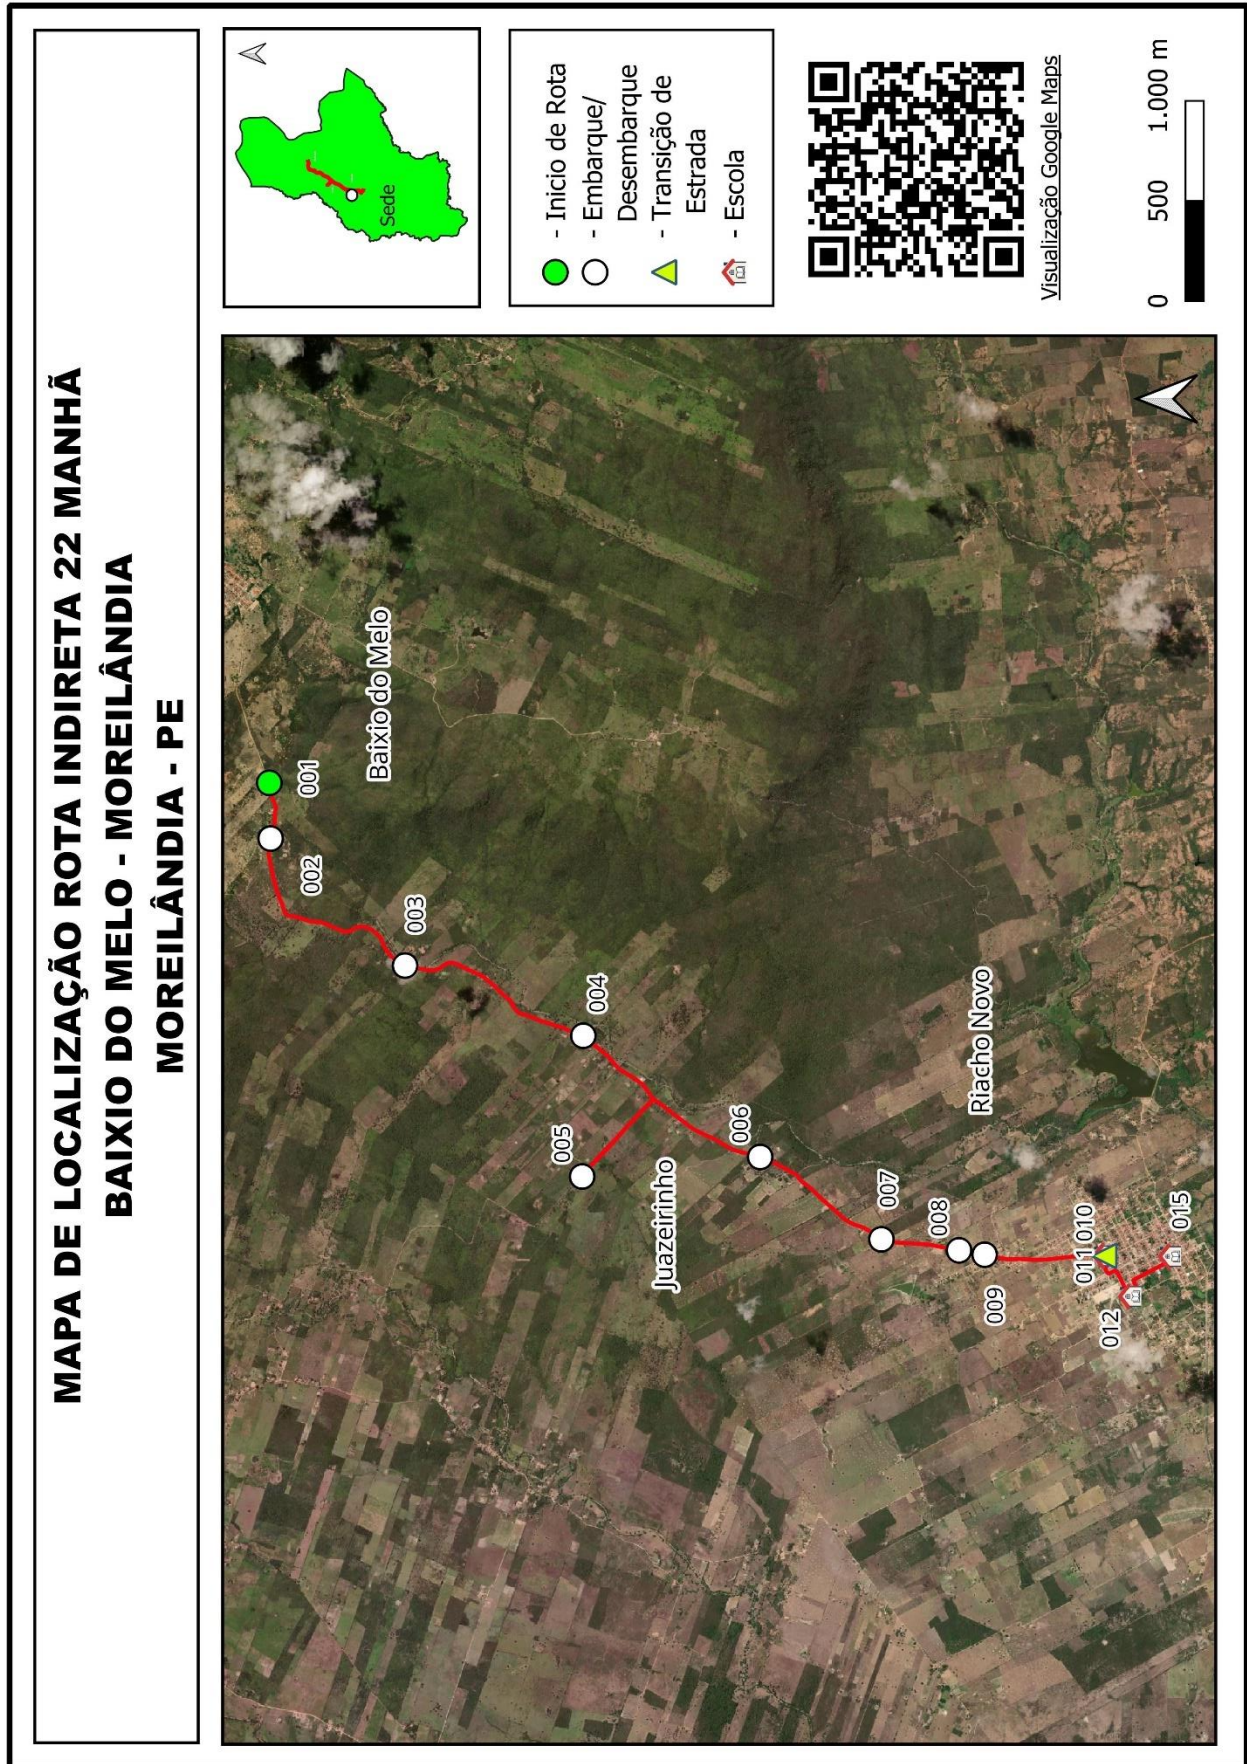 MAPA DE LOCALIZAÇÃO ROTA INDIRETA 22 MANHÃ
BAIXIO DO MELO - MOREILÂNDIA
MOREILÂNDIA - PE
Sede
- Inicio de Rota
- Embarque/
Desembarque
- Transição de
Estrada
- Escola
Visualização Google Maps
0 500 1.000 m
001
002
Baixio do Melo
003
004
005
Juazeirinho
006
007
008
009
Riacho Novo
011 010
012
015